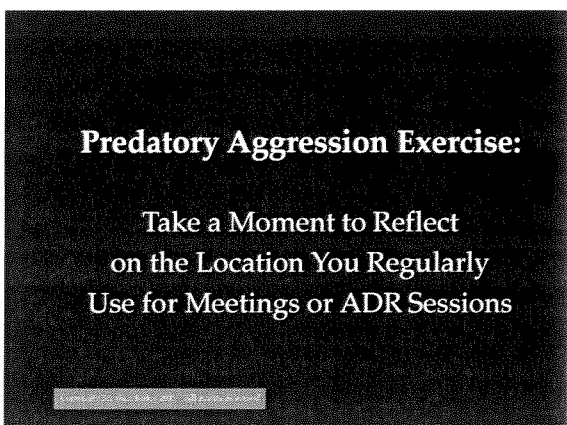 Predatory Aggression Exercise:
Take a Moment to Reflect
on the Location You Regularly
Use for Meetings or ADR Sessions